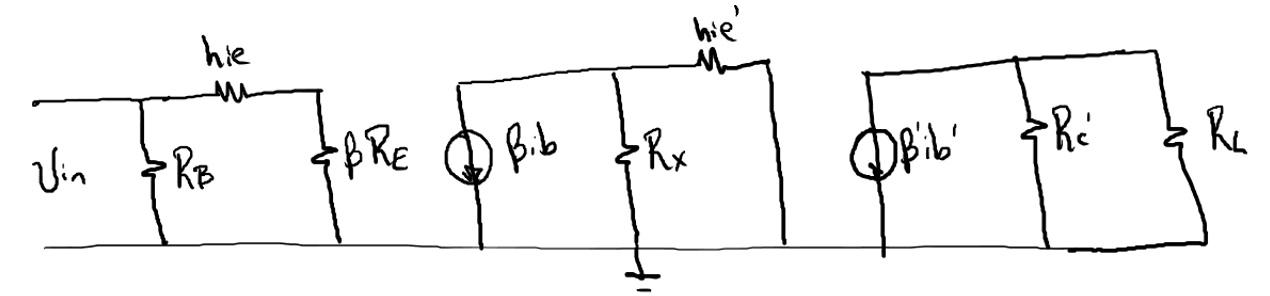 hie
hie'
Vin
RB
βRE
βib
Rx
β'ib'
Rc'
RL